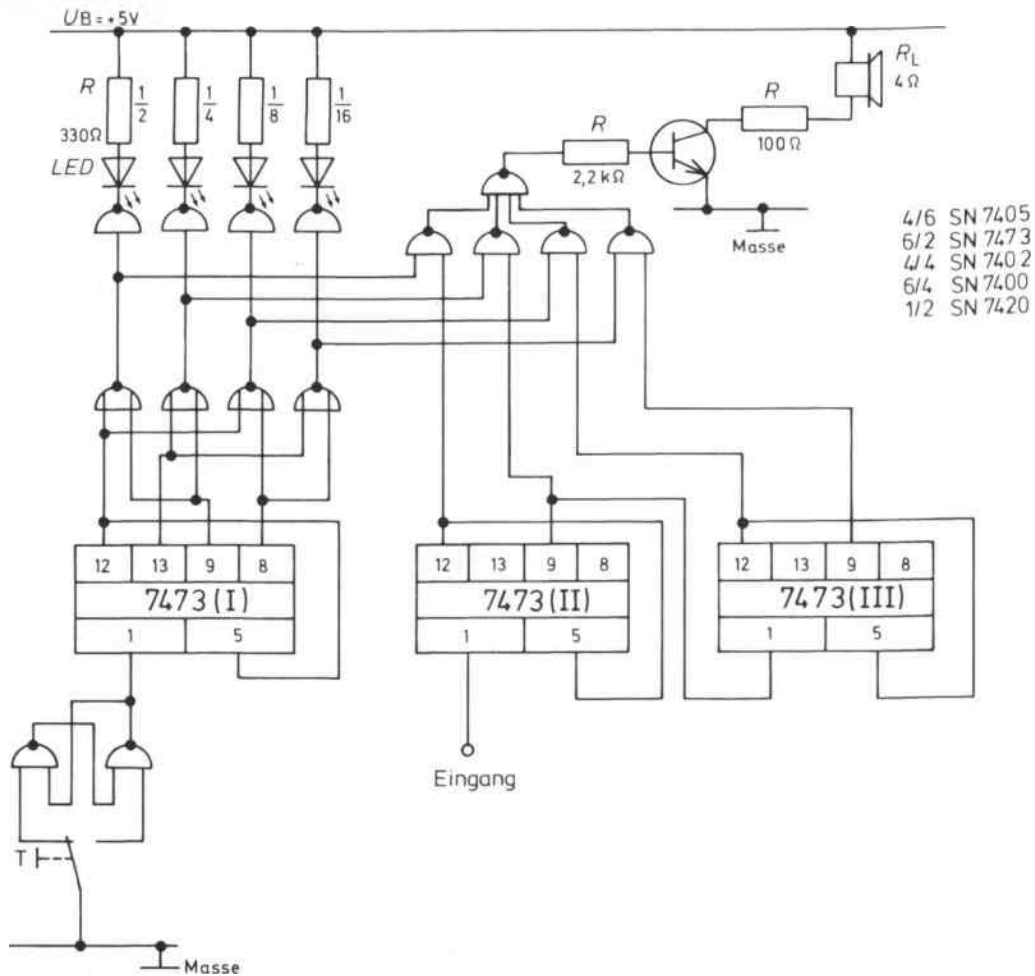 UB = +5V
R
330Ω
1/2
1/4
1/8
1/16
LED
R
2,2 kΩ
R
100 Ω
RL
4 Ω
Masse
4/6 SN 7405
6/2 SN 7473
4/4 SN 7402
6/4 SN 7400
1/2 SN 7420
12 13 9 8
7473 (I)
1 5
12 13 9 8
7473 (II)
1 5
12 13 9 8
7473 (III)
1 5
Eingang
T
Masse